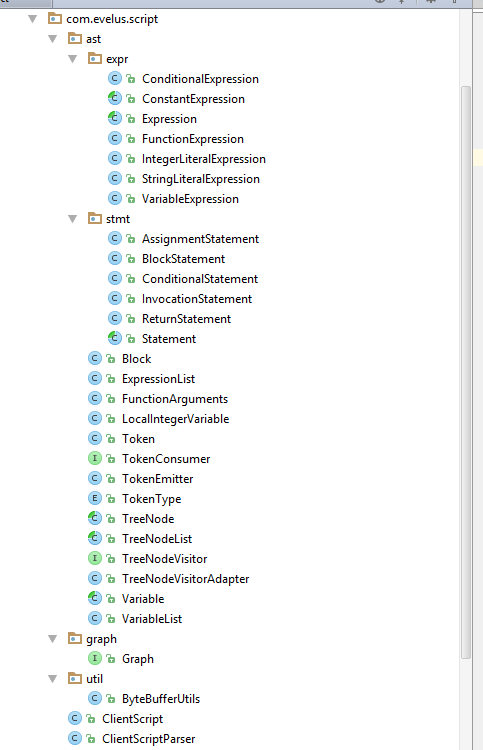 com.evelus.script
ast
expr
ConditionalExpression
ConstantExpression
Expression
FunctionExpression
IntegerLiteralExpression
StringLiteralExpression
VariableExpression
stmt
AssignmentStatement
BlockStatement
ConditionalStatement
InvocationStatement
ReturnStatement
Statement
Block
ExpressionList
FunctionArguments
LocalIntegerVariable
Token
TokenConsumer
TokenEmitter
TokenType
TreeNode
TreeNodeList
TreeNodeVisitor
TreeNodeVisitorAdapter
Variable
VariableList
graph
Graph
util
ByteBufferUtils
ClientScript
ClientScriptParser